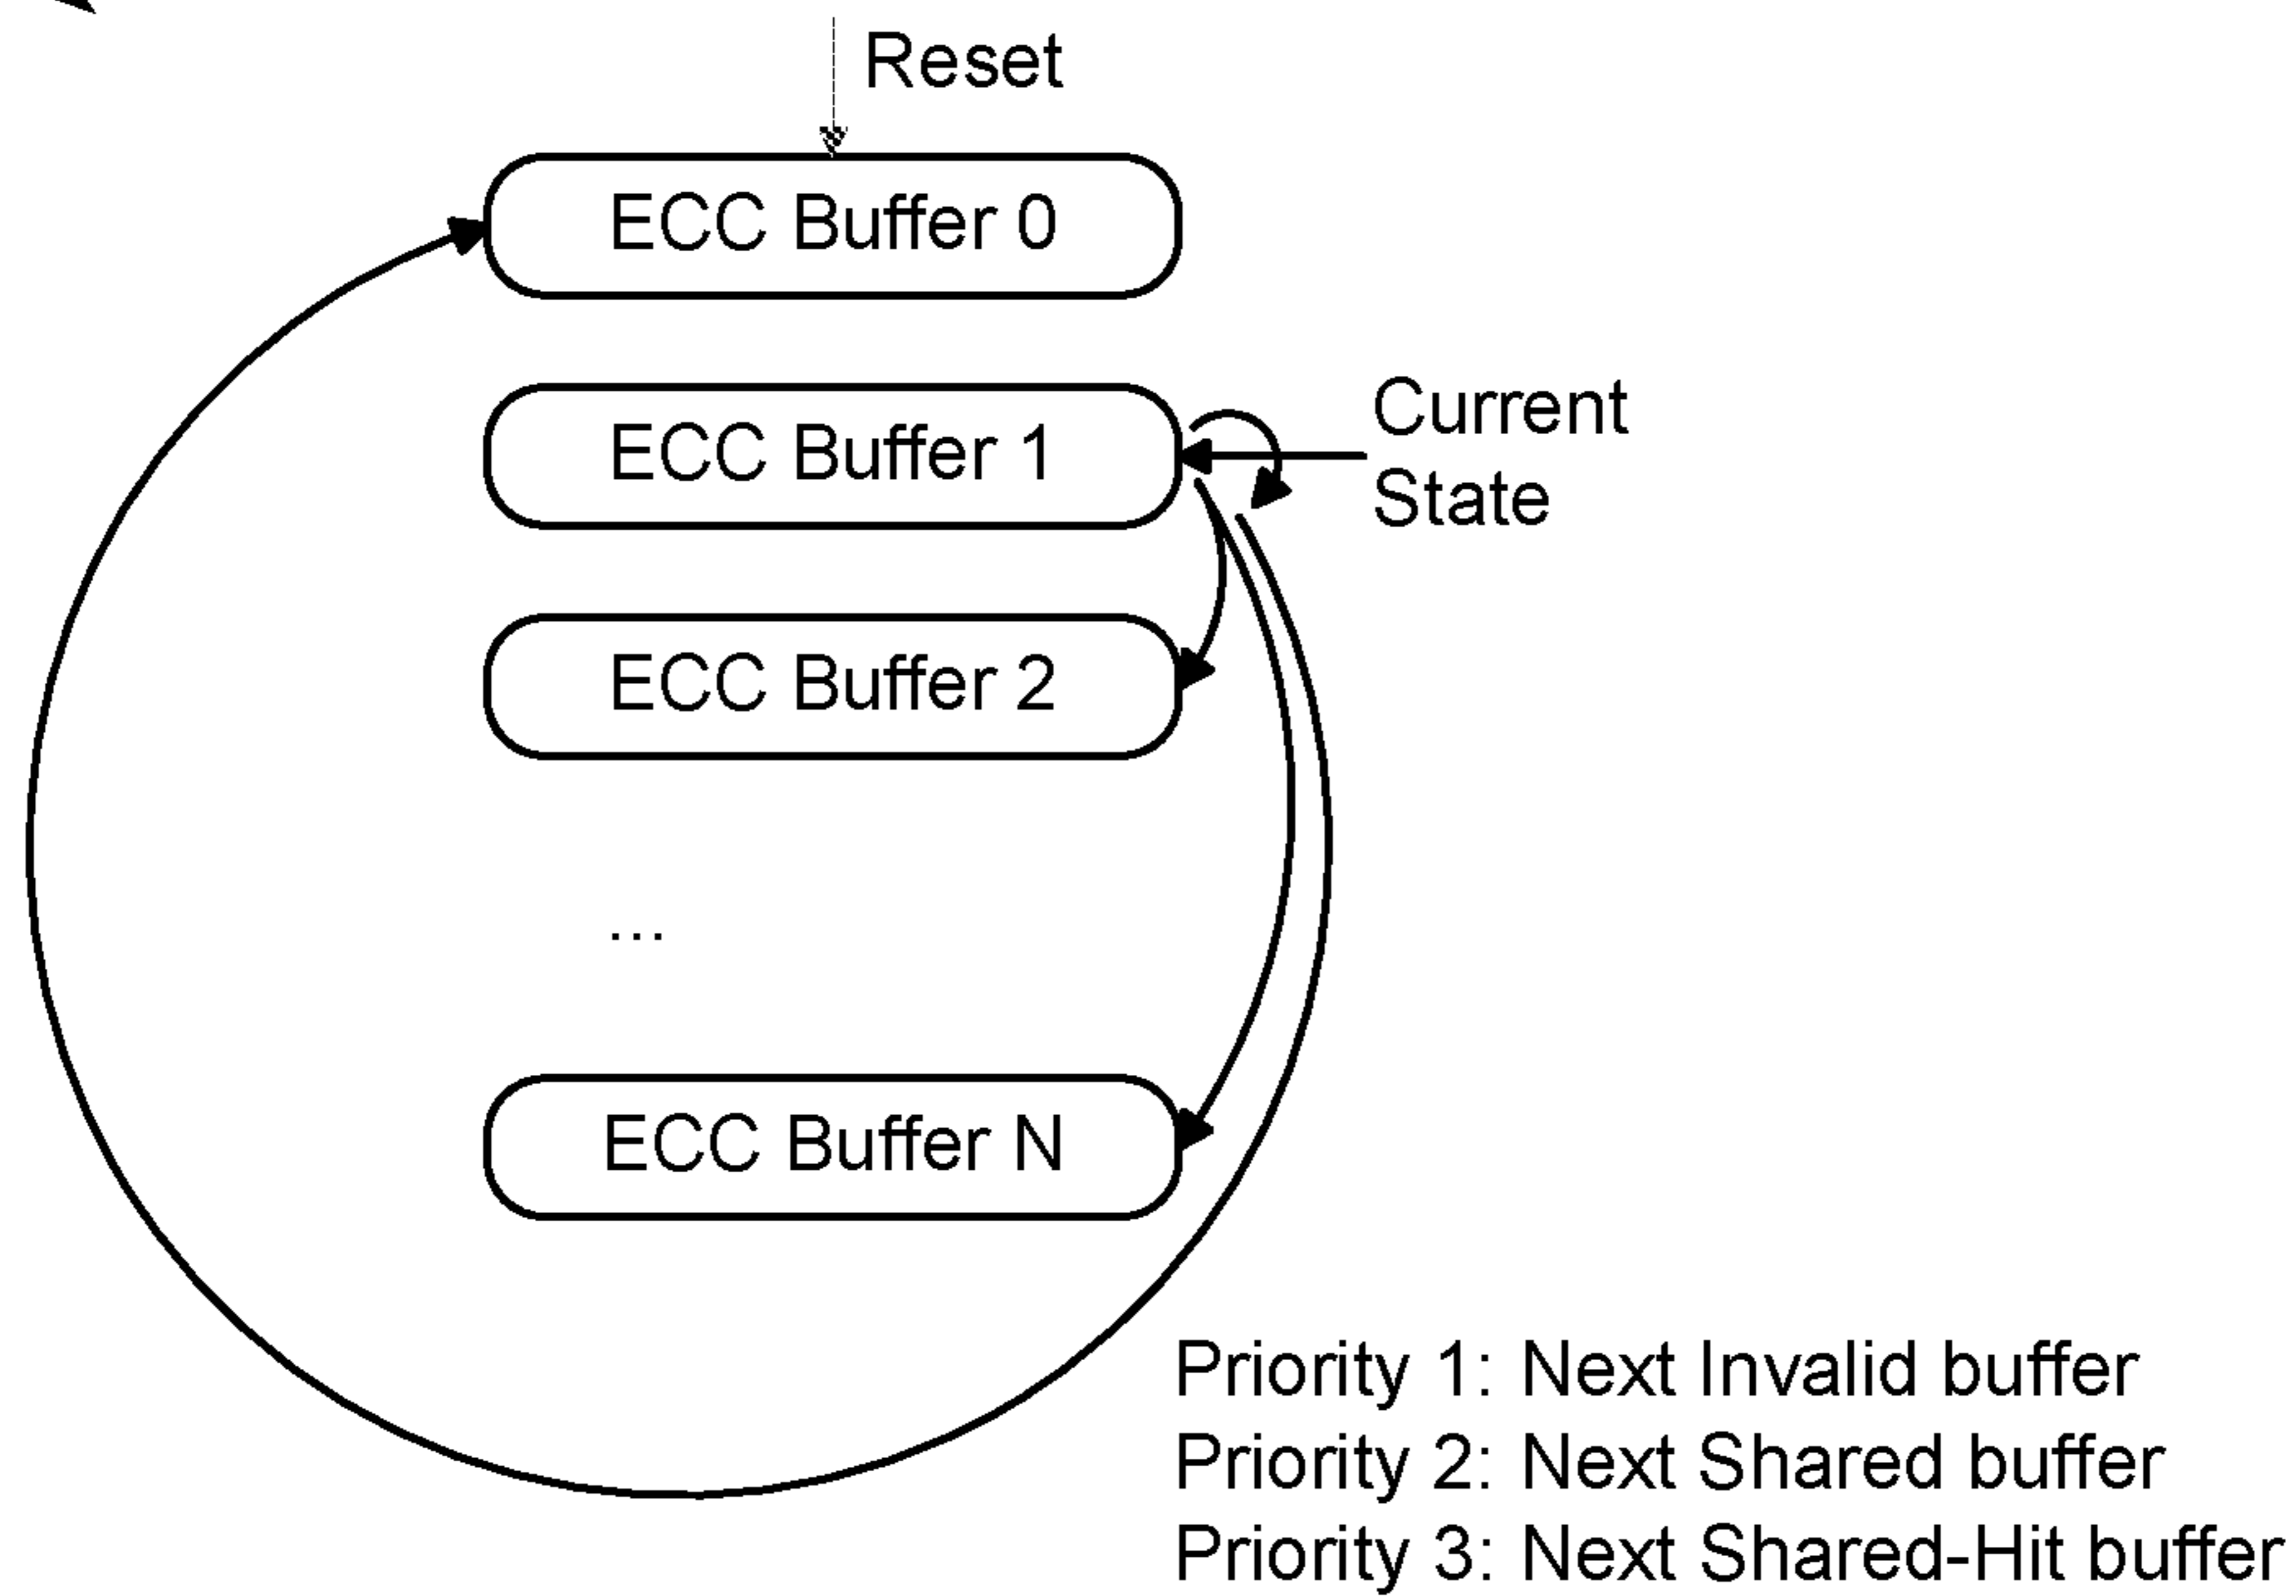 Reset
ECC Buffer 0
ECC Buffer 1
Current
State
ECC Buffer 2
...
ECC Buffer N
Priority 1: Next Invalid buffer
Priority 2: Next Shared buffer
Priority 3: Next Shared-Hit buffer